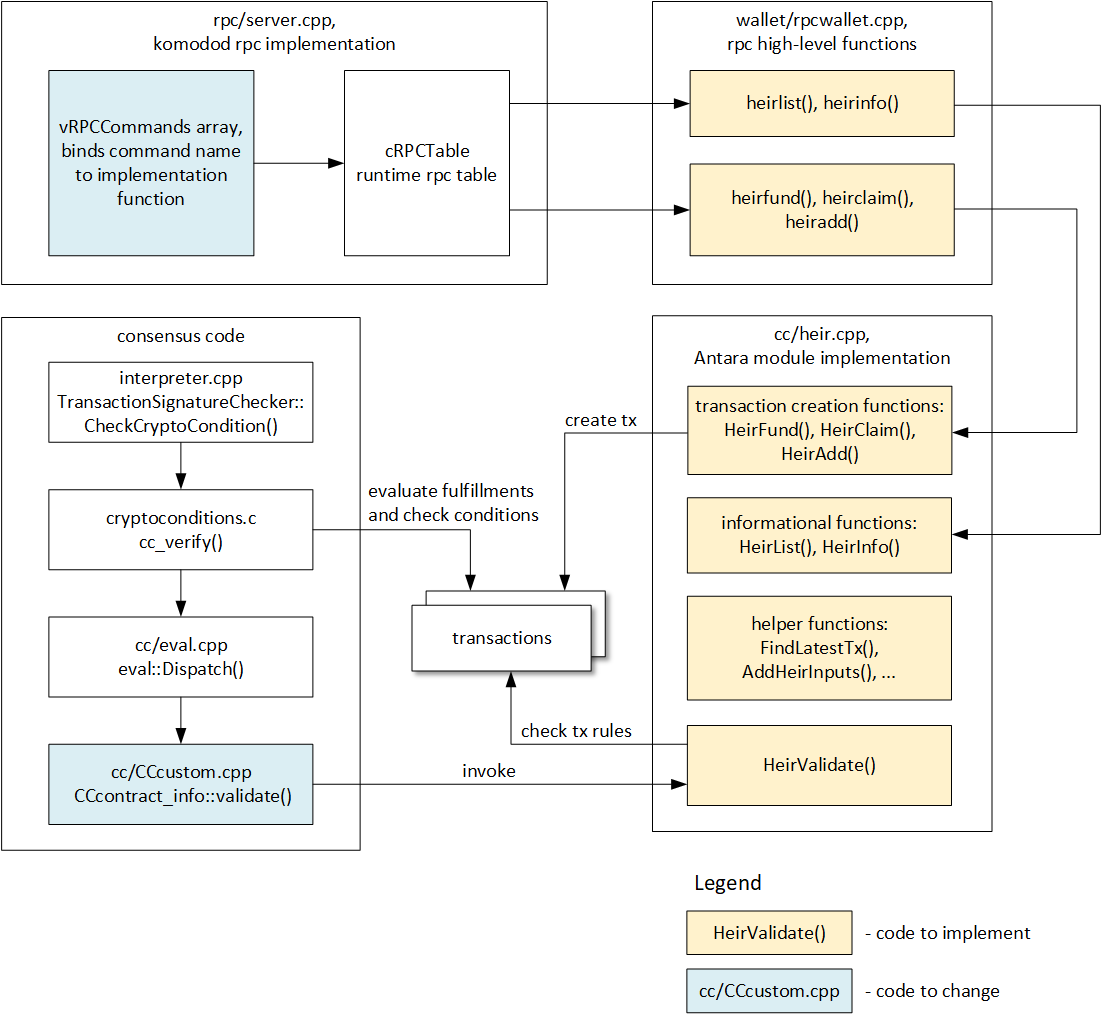 rpc/server.cpp,
komodod rpc implementation
vRPCCommands array,
binds command name
to implementation
function
cRPCTable
runtime rpc table
wallet/rpcwallet.cpp,
rpc high-level functions
heirlist(), heirinfo()
heirfund(), heirclaim(),
heiradd()
consensus code
interpreter.cpp
TransactionSignatureChecker::
CheckCryptoCondition()
cryptoconditions.c
cc_verify()
cc/eval.cpp
eval::Dispatch()
cc/CCcustom.cpp
CCcontract_info::validate()
evaluate fulfillments
and check conditions
create tx
transactions
check tx rules
invoke
cc/heir.cpp,
Antara module implementation
transaction creation functions:
HeirFund(), HeirClaim(),
HeirAdd()
informational functions:
HeirList(), HeirInfo()
helper functions:
FindLatestTx(),
AddHeirInputs(), ...
HeirValidate()
Legend
HeirValidate()
- code to implement
cc/CCcustom.cpp
- code to change